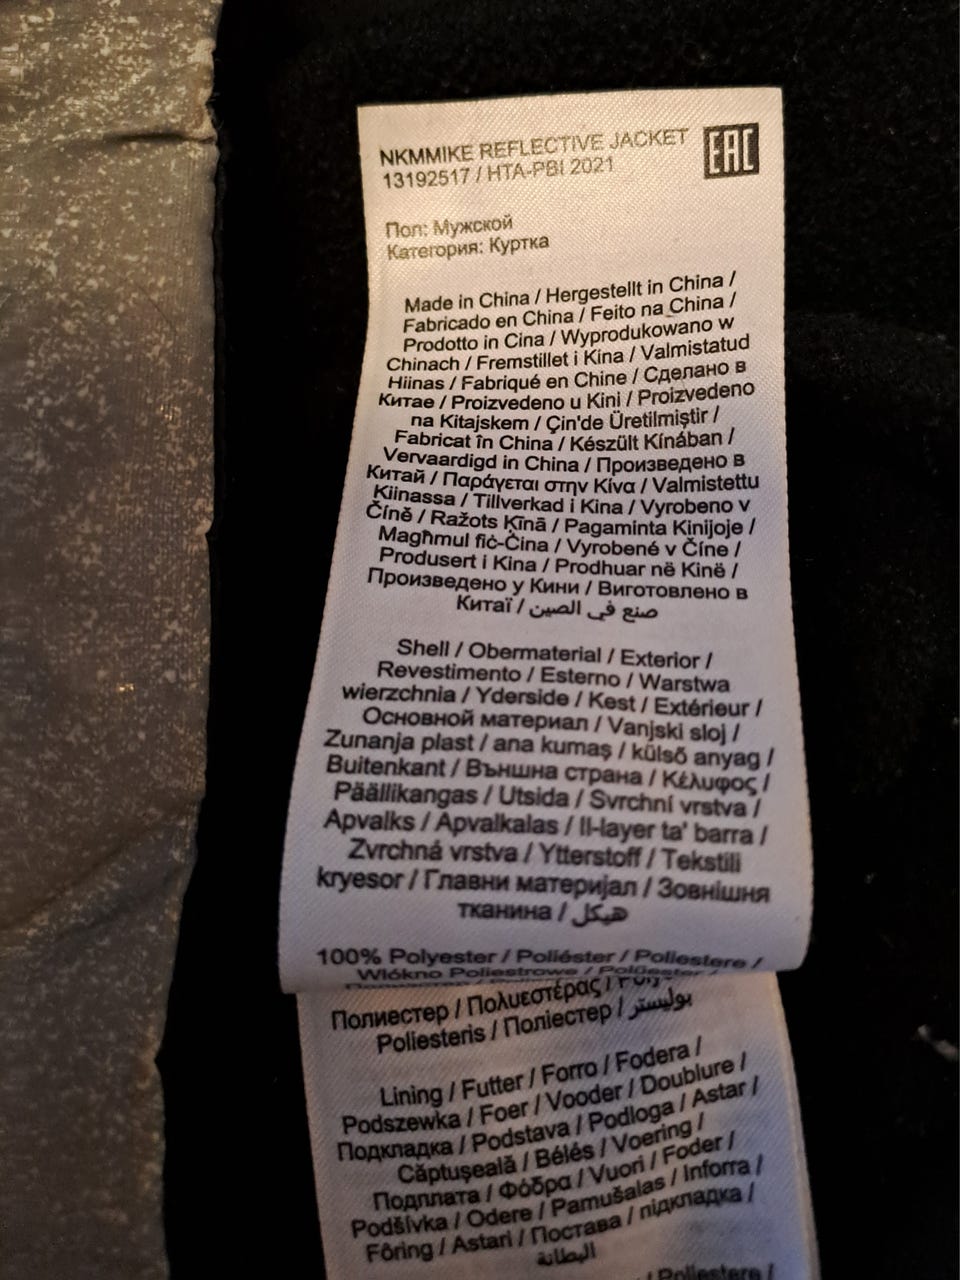 NKMMIKE REFLECTIVE JACKET
13192517 / HTA-PBI 2021
EAC
Пол: Мужской
Категория: Куртка
Made in China / Hergestellt in China /
Fabricado en China / Feito na China /
Prodotto in Cina / Wyprodukowano w
Chinach / Fremstillet i Kina / Valmistatud
Hiinas / Fabriqué en Chine / Сделано в
Китае / Proizvedeno u Kini / Proizvedeno
na Kitajskem / Çin'de Üretilmiştir /
Fabricat în China / Készült Kínában /
Vervaardigd in China / Произведено в
Китай / Παράγεται στην Κίνα / Valmistettu
Kiinassa / Tillverkad i Kina / Vyrobeno v
Číně / Ražots Ķīnā / Pagaminta Kinijoje /
Magħmul fiċ-Ċina / Vyrobené v Číne /
Produsert i Kina / Prodhuar në Kinë /
Произведено у Кини / Виготовлено в
Китаї / صنع في الصين
Shell / Obermaterial / Exterior /
Revestimento / Esterno / Warstwa
wierzchnia / Yderside / Kest / Extérieur /
Основной материал / Vanjski sloj /
Zunanja plast / ana kumaş / külső anyag /
Buitenkant / Външна страна / Κέλυφος /
Päällikangas / Utsida / Svrchní vrstva /
Apvalks / Apvalkalas / Il-layer ta' barra /
Zvrchná vrstva / Ytterstoff / Tekstili
kryesor / Главни материјал / Зовнішня
тканина / هيكل
100% Polyester / Poliéster / Poliestere /
Włókno Poliestrowe / Polüester /
Полиестер / Πολυεστέρας /
Poliesteris / Поліестер / بوليستر
Lining / Futter / Forro / Fodera /
Podszewka / Foer / Vooder / Doublure /
Подкладка / Podstava / Podloga / Astar /
Căptuşeală / Bélés / Voering /
Подплата / Φόδρα / Vuori / Foder /
Podšívka / Odere / Pamušalas / Inforra /
Fôring / Astari / Постава / підкладка /
البطانة
/ Poliestere /